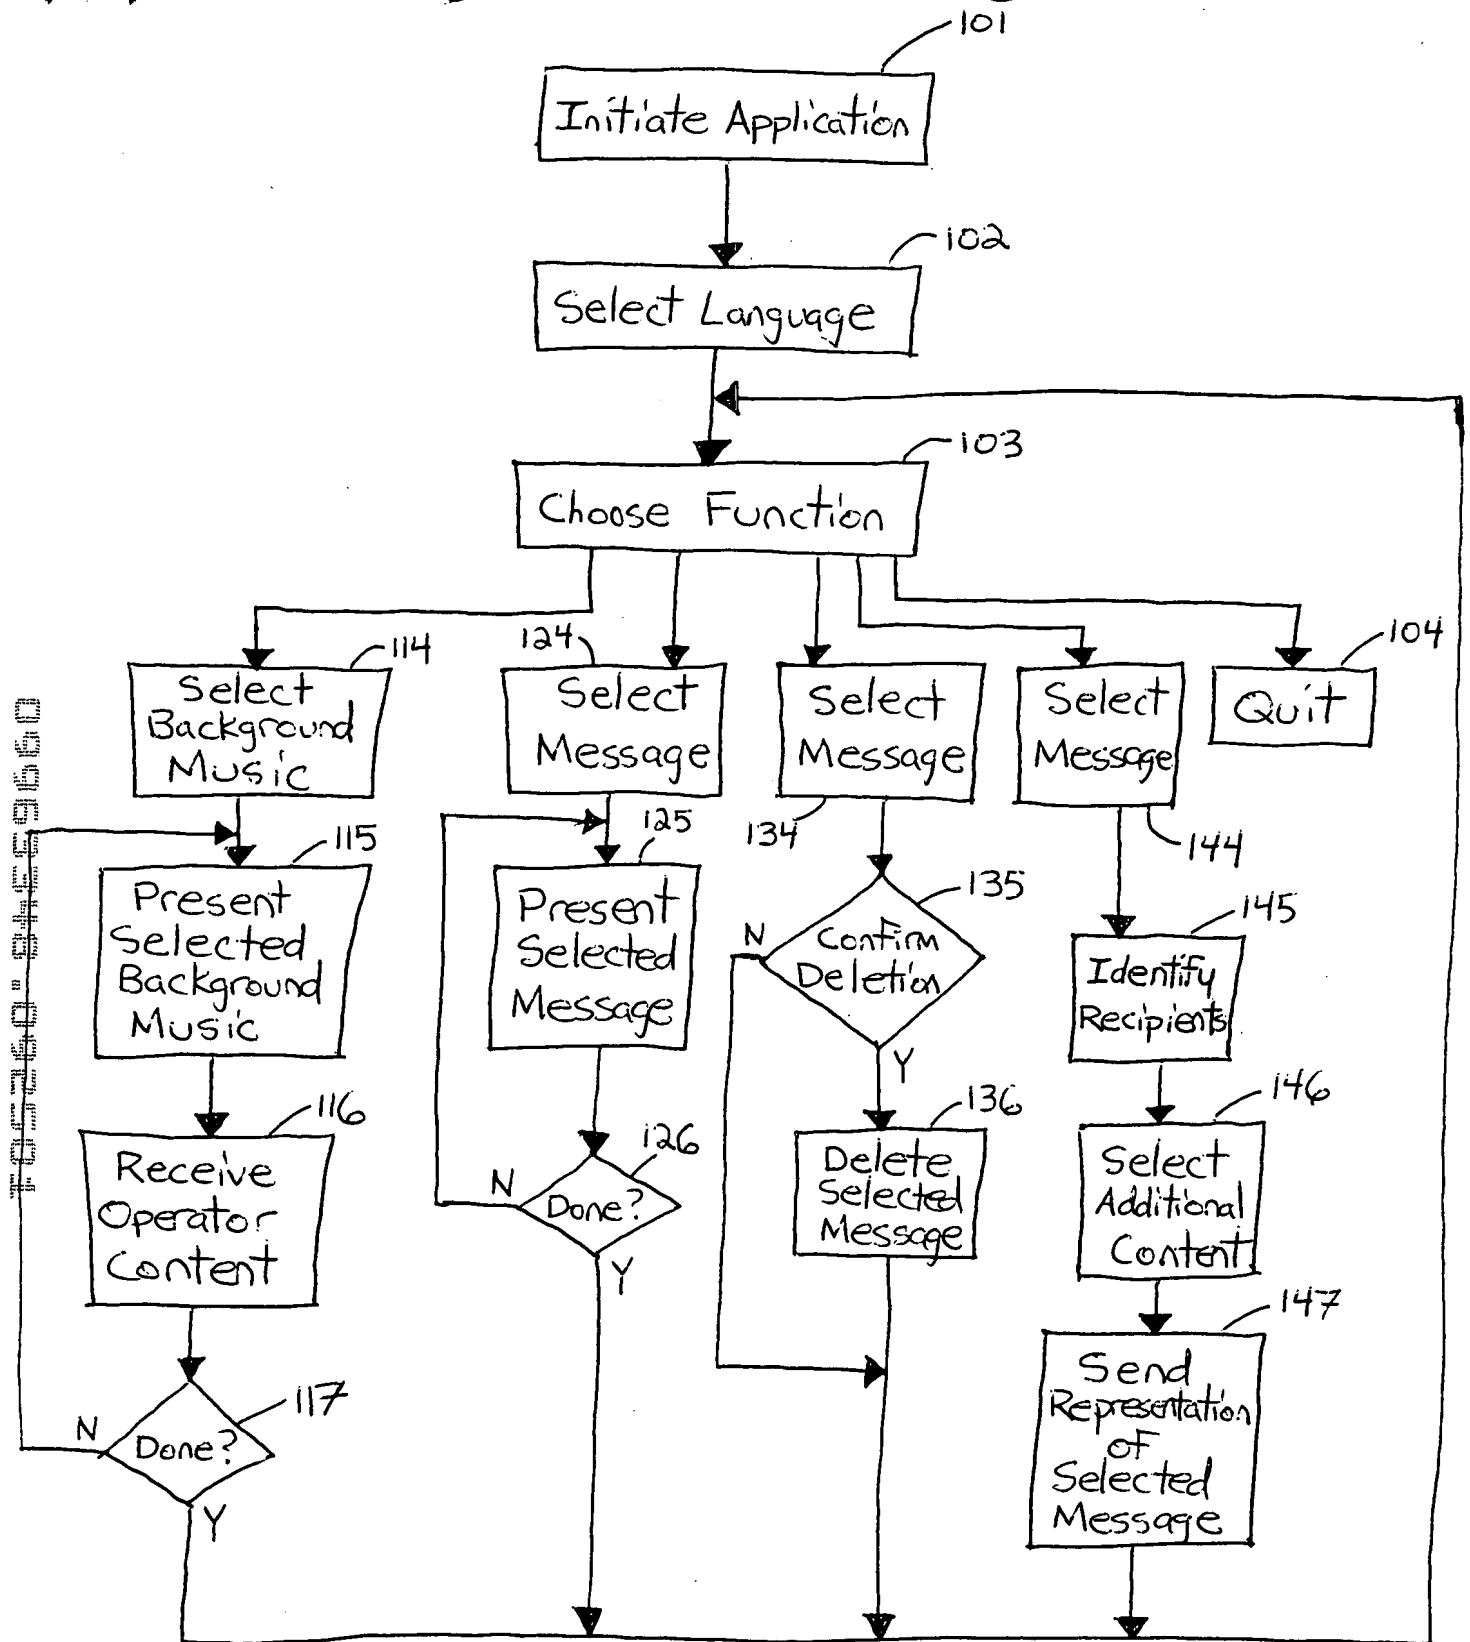 101
Initiate Application
102
Select Language
103
Choose Function
114
Select
Background
Music
124
Select
Message
Select
Message
134
Select
Message
144
104
Quit
115
Present
Selected
Background
Music
125
Present
Selected
Message
135
N
Confirm
Deletion
Y
145
Identify
Recipients
116
Receive
Operator
Content
126
N
Done?
Y
136
Delete
Selected
Message
146
Select
Additional
Content
117
N
Done?
Y
147
Send
Representation
of
Selected
Message